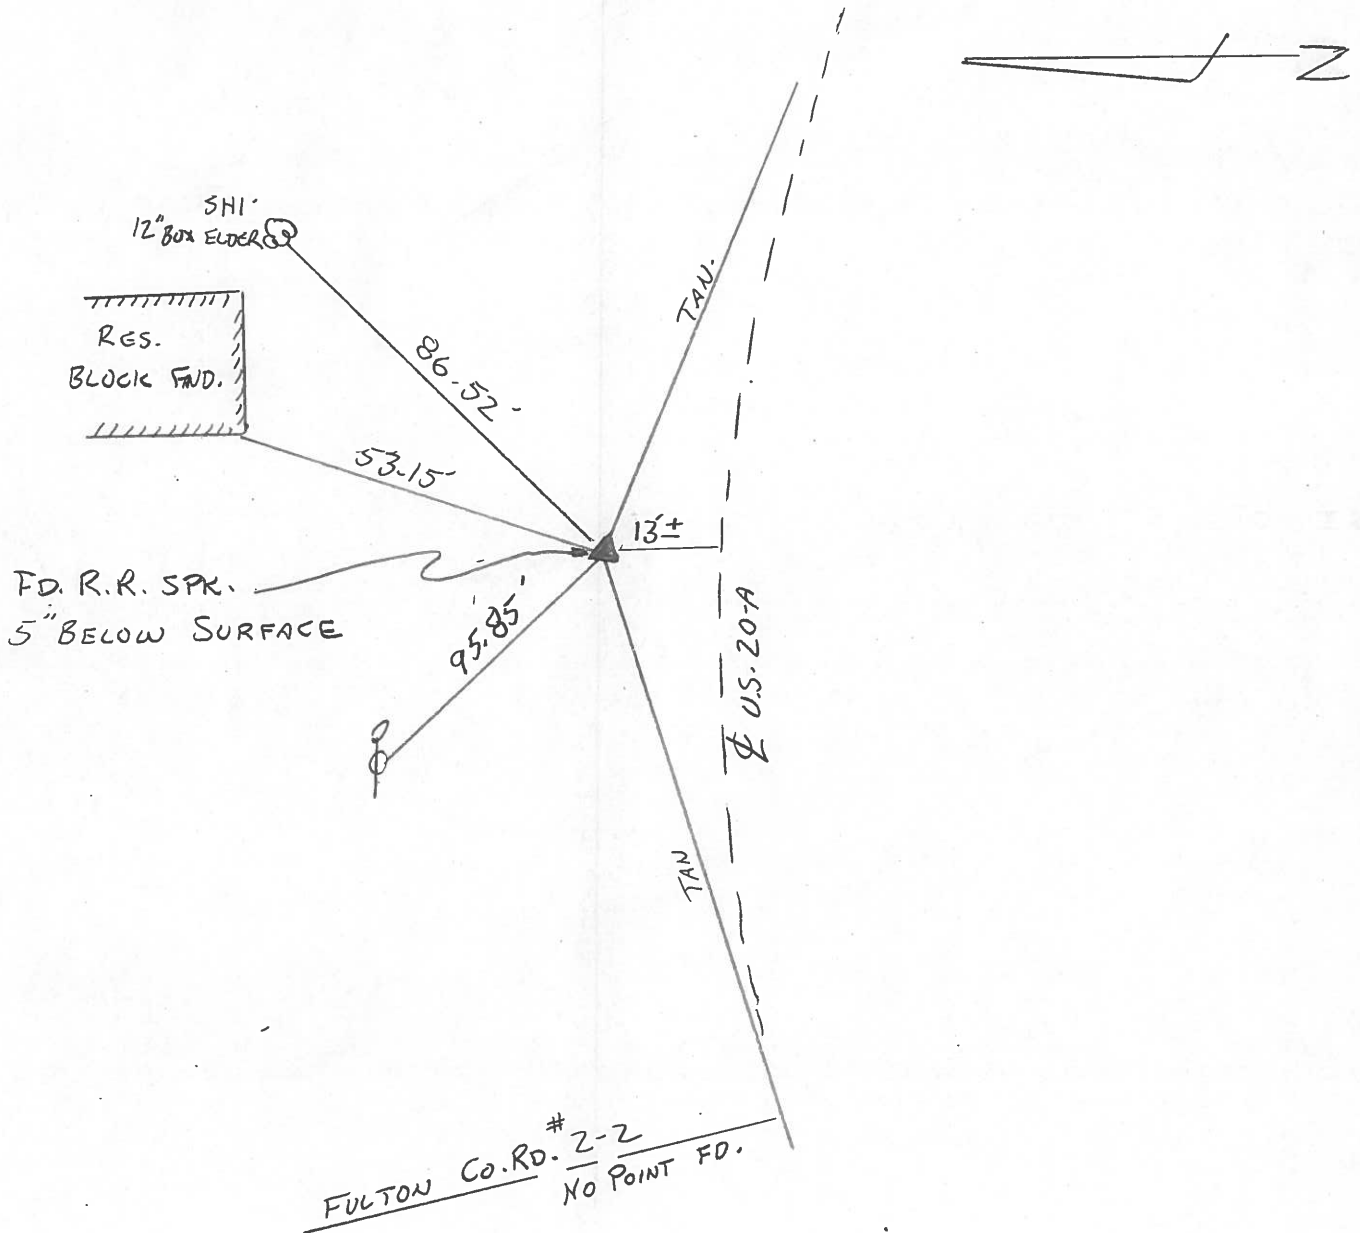 N
SHI.
12" BOX ELDER
RES.
BLOCK FND.
86.52'
TAN.
53.15'
13'±
FD. R.R. SPK.
5" BELOW SURFACE
95.85'
℄ U.S. 20-A
TAN
FULTON CO. RD. # 2-2
NO POINT FD.